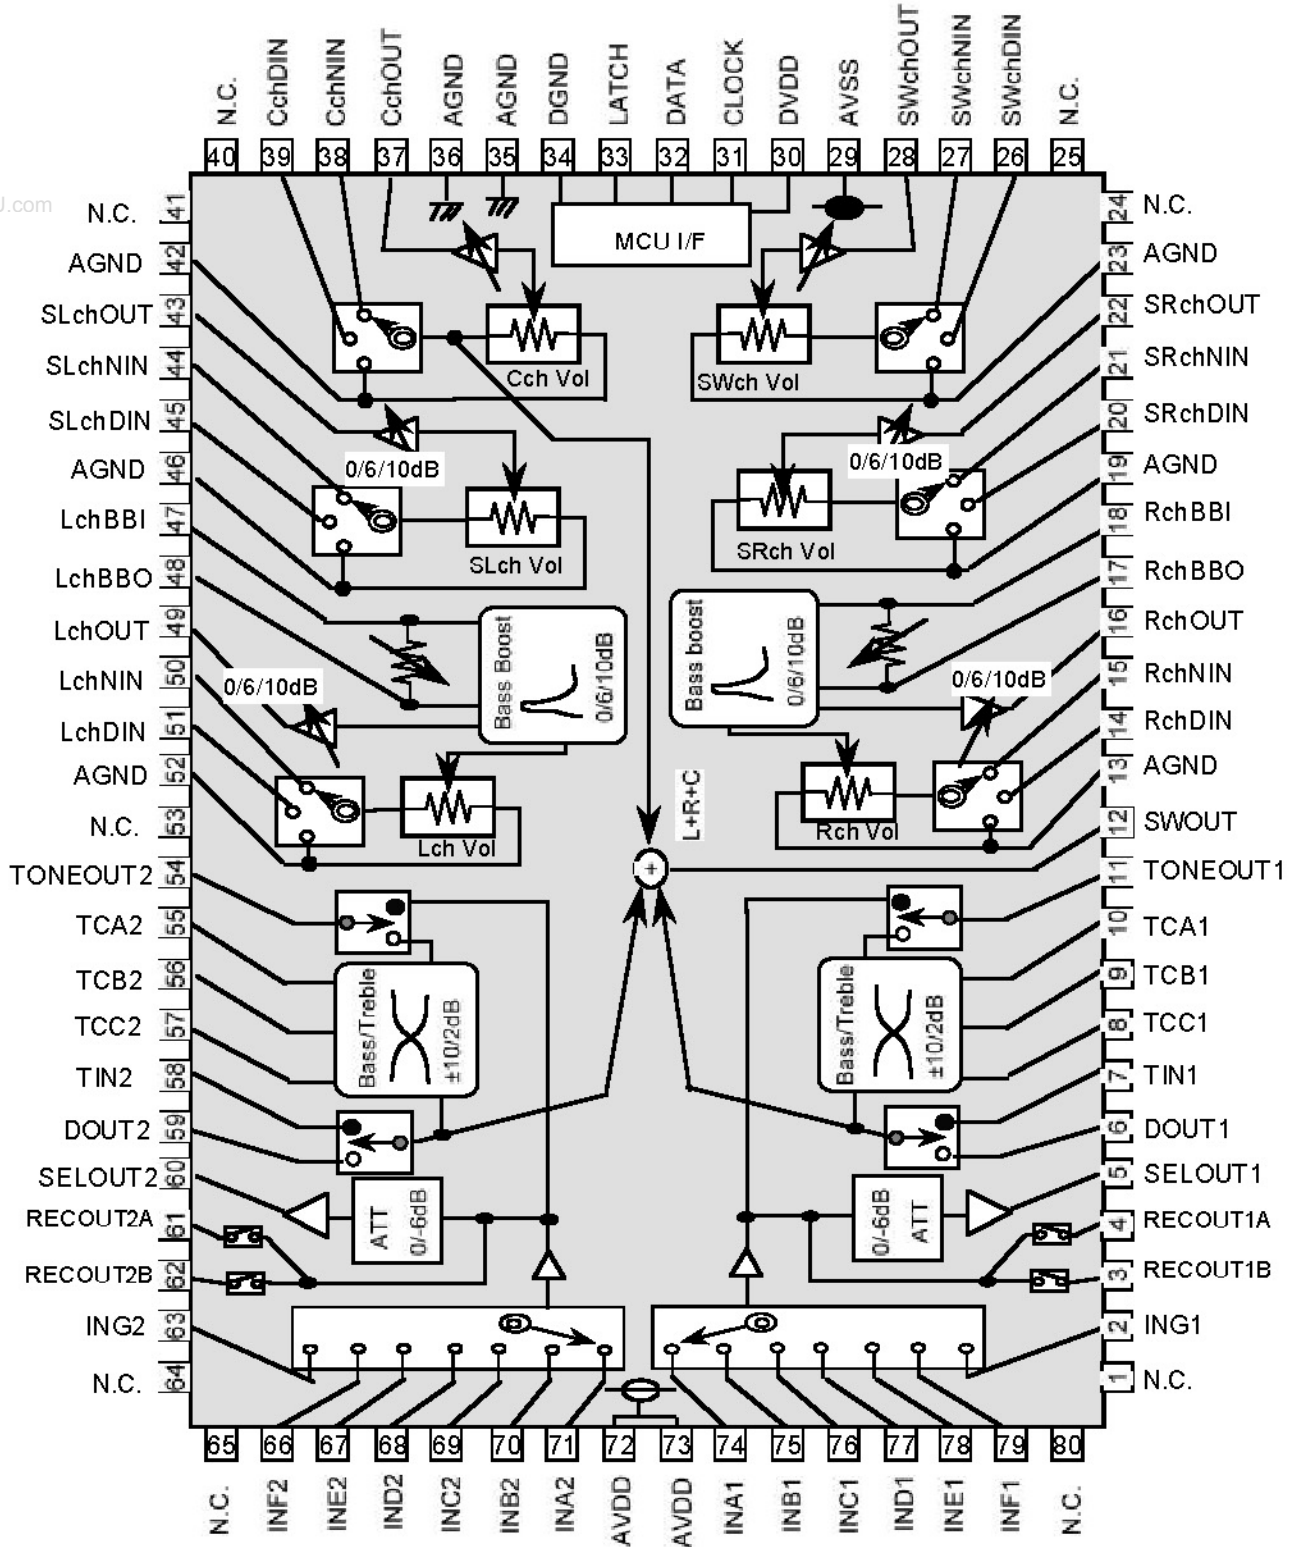 J.com
N.C.
CchDIN
CchNIN
CchOUT
AGND
AGND
DGND
LATCH
DATA
CLOCK
DVDD
AVSS
SWchOUT
SWchNIN
SWchDIN
N.C.
40 39 38 37 36 35 34 33 32 31 30 29 28 27 26 25
N.C. 41
AGND 42
SLchOUT 43
SLchNIN 44
SLchDIN 45
AGND 46
LchBBI 47
LchBBO 48
LchOUT 49
LchNIN 50
LchDIN 51
AGND 52
N.C. 53
TONEOUT2 54
TCA2 55
TCB2 56
TCC2 57
TIN2 58
DOUT2 59
SELOUT2 60
RECOUT2A 61
RECOUT2B 62
ING2 63
N.C. 64
MCU I/F
Cch Vol
SWch Vol
0/6/10dB
0/6/10dB
SLch Vol
SRch Vol
Bass Boost
0/6/10dB
Bass boost
0/6/10dB
0/6/10dB
0/6/10dB
Lch Vol
L+R+C
Rch Vol
+
Bass/Treble
±10/2dB
Bass/Treble
±10/2dB
ATT
0/-6dB
0/-6dB
ATT
24 N.C.
23 AGND
22 SRchOUT
21 SRchNIN
20 SRchDIN
19 AGND
18 RchBBI
17 RchBBO
16 RchOUT
15 RchNIN
14 RchDIN
13 AGND
12 SWOUT
11 TONEOUT1
10 TCA1
9 TCB1
8 TCC1
7 TIN1
6 DOUT1
5 SELOUT1
4 RECOUT1A
3 RECOUT1B
2 ING1
1 N.C.
65 66 67 68 69 70 71 72 73 74 75 76 77 78 79 80
N.C.
INF2
INE2
IND2
INC2
INB2
INA2
AVDD
AVDD
INA1
INB1
INC1
IND1
INE1
INF1
N.C.